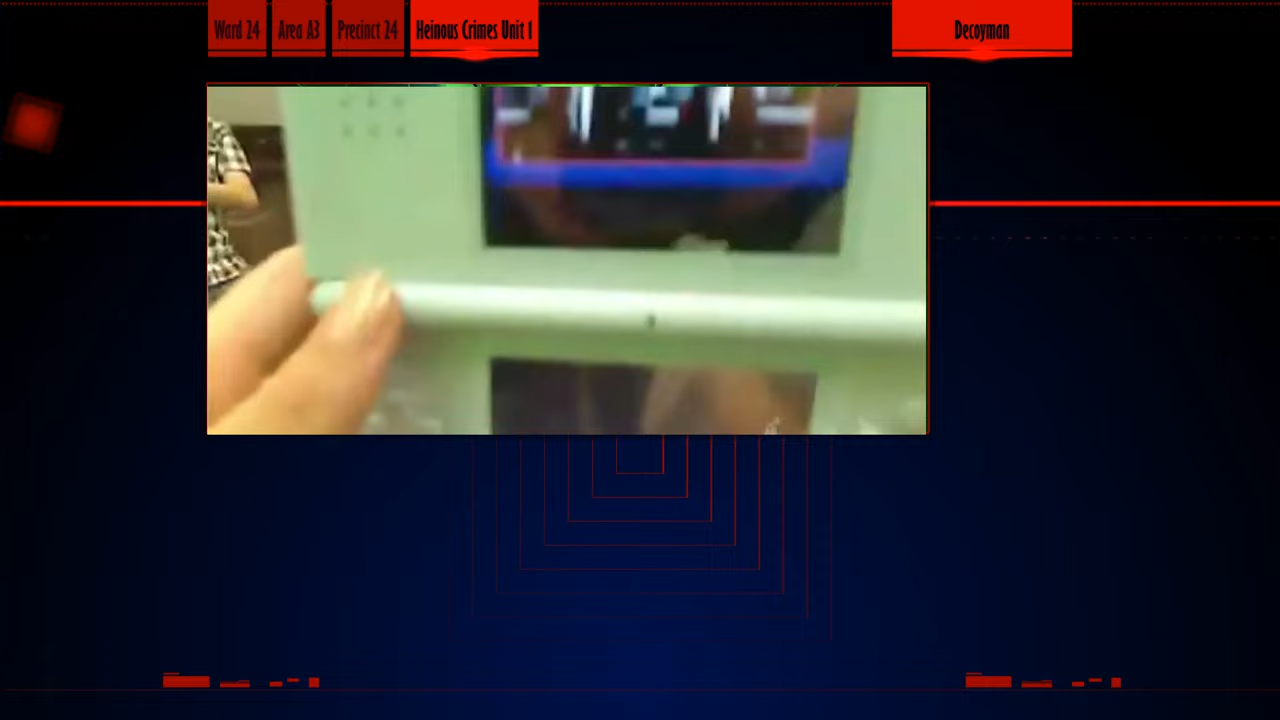 Ward 24
Area A3
Precinct 24
Heinous Crimes Unit 1
Decoyman